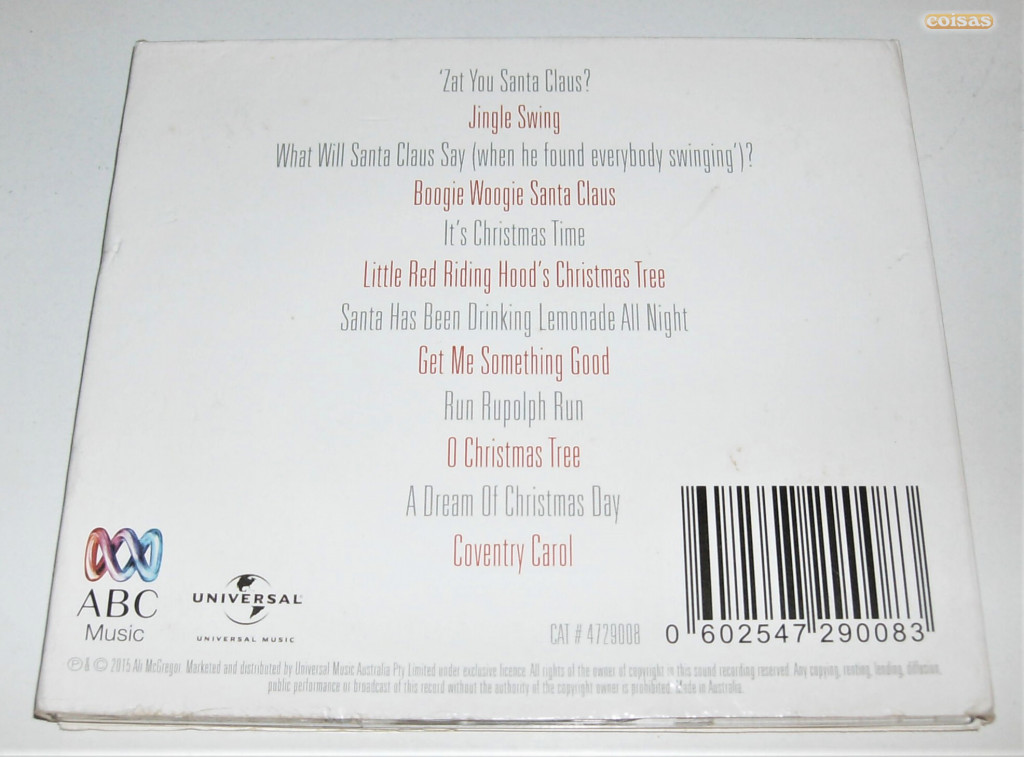 coisas
'Zat You Santa Claus?
Jingle Swing
What Will Santa Claus Say (when he found everybody swinging')?
Boogie Woogie Santa Claus
It's Christmas Time
Little Red Riding Hood's Christmas Tree
Santa Has Been Drinking Lemonade All Night
Get Me Something Good
Run Rupolph Run
O Christmas Tree
A Dream Of Christmas Day
Coventry Carol
ABC
Music
UNIVERSAL
UNIVERSAL MUSIC
CAT # 4729008
0 602547 290083
℗ & © 2015 Ali McGregor. Marketed and distributed by Universal Music Australia Pty Limited under exclusive licence. All rights of the owner of copyright in this sound recording reserved. Any copying, renting, lending, diffusion,
public performance or broadcast of this record without the authority of the copyright owner is prohibited. Made in Australia.